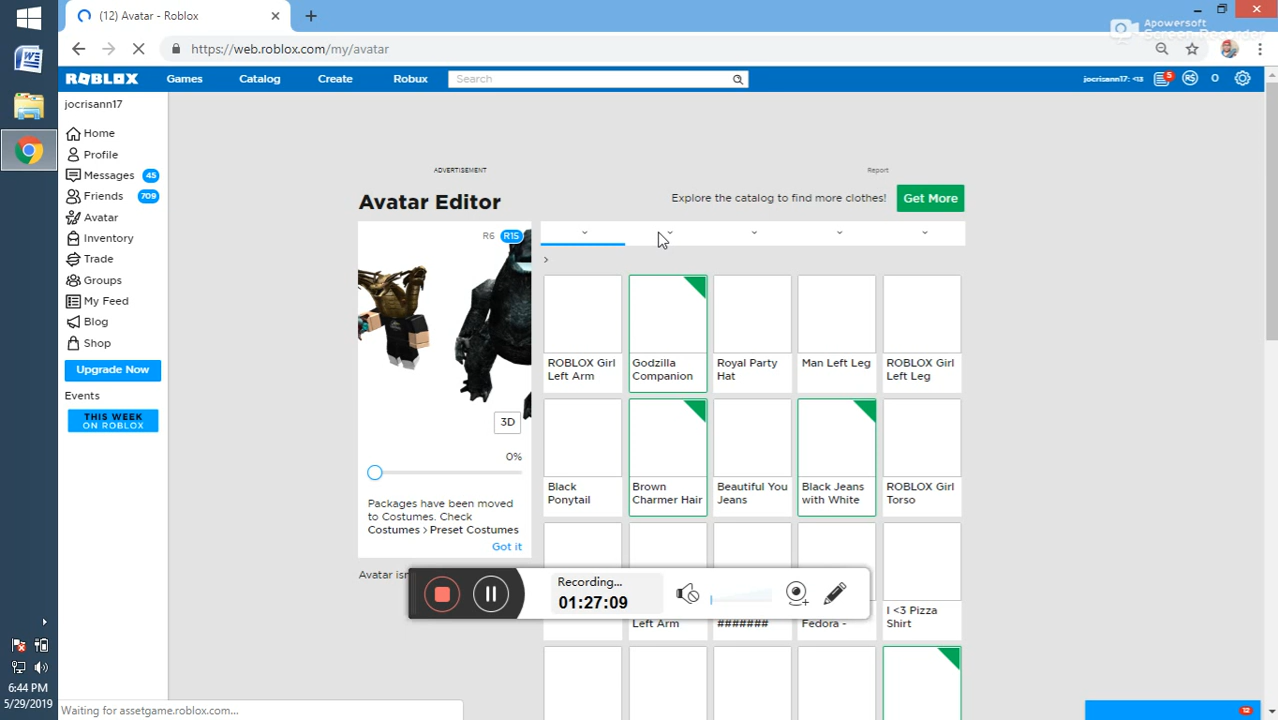 (12) Avatar - Roblox
Apowersoft
Screen Recorder
https://web.roblox.com/my/avatar
ROBLOX
Games
Catalog
Create
Robux
Search
jocrisann17: <13
5
0
jocrisann17
Home
Profile
Messages 45
Friends 709
Avatar
Inventory
Trade
Groups
My Feed
Blog
Shop
Upgrade Now
Events
THIS WEEK
ON ROBLOX
ADVERTISEMENT
Report
Avatar Editor
Explore the catalog to find more clothes!
Get More
R6 R15
3D
0%
Packages have been moved
to Costumes. Check
Costumes > Preset Costumes
Got it
Avatar isn
ROBLOX Girl
Left Arm
Godzilla
Companion
Royal Party
Hat
Man Left Leg
ROBLOX Girl
Left Leg
Black
Ponytail
Brown
Charmer Hair
Beautiful You
Jeans
Black Jeans
with White
ROBLOX Girl
Torso
Left Arm
#######
Fedora -
I <3 Pizza
Shirt
Recording...
01:27:09
6:44 PM
5/29/2019
Waiting for assetgame.roblox.com...
12